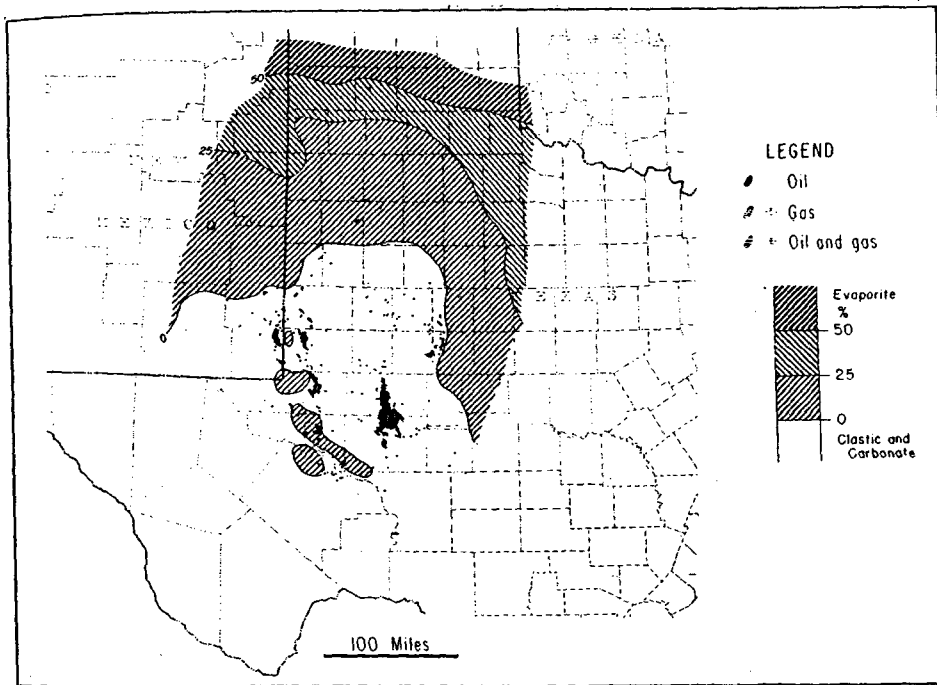 50
25
0
LEGEND
Oil
Gas
Oil and gas
Evaporite
%
50
25
0
Clastic and
Carbonate
100 Miles